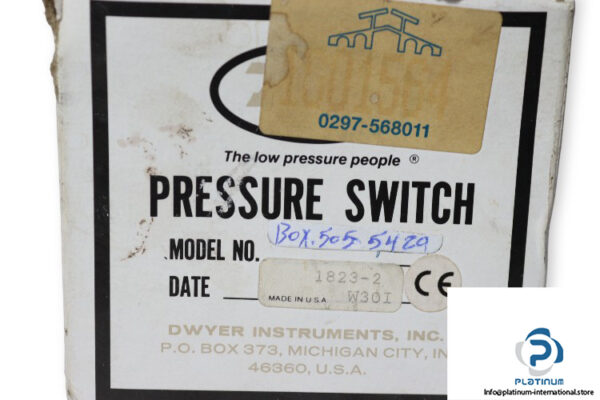 0297-568011
The low pressure people ®
PRESSURE SWITCH
MODEL NO. BOX.505 5429
1823-2
DATE
MADE IN U.S.A W30I
CE
DWYER INSTRUMENTS, INC.
P.O. BOX 373, MICHIGAN CITY, IN
46360, U.S.A.
PLATINUM
Info@platinum-international.store